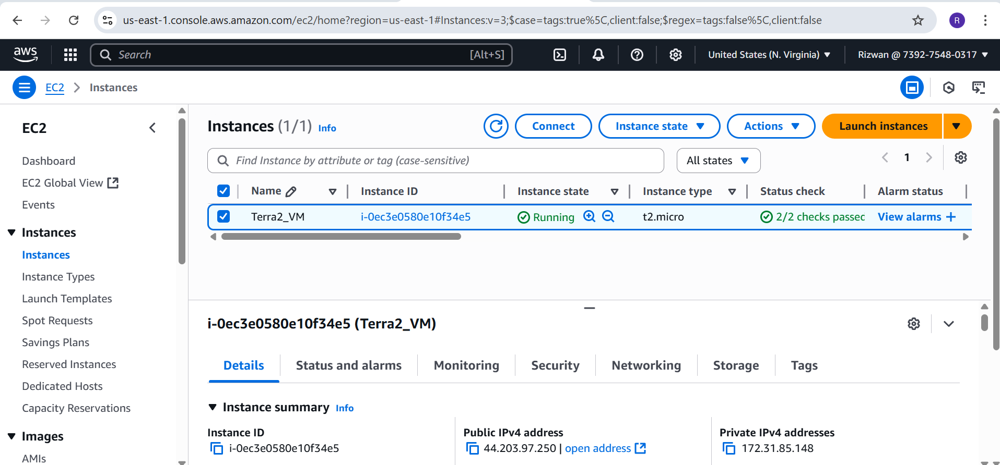 us-east-1.console.aws.amazon.com/ec2/home?region=us-east-1#Instances:v=3;$case=tags:true%5C,client:false;$regex=tags:false%5C,client:false
R
aws
Search
[Alt+S]
United States (N. Virginia)
Rizwan @ 7392-7548-0317
EC2
Instances
EC2
Dashboard
EC2 Global View
Events
Instances
Instances
Instance Types
Launch Templates
Spot Requests
Savings Plans
Reserved Instances
Dedicated Hosts
Capacity Reservations
Images
AMIs
Instances (1/1) Info
Connect
Instance state
Actions
Launch instances
Find Instance by attribute or tag (case-sensitive)
All states
1
Name Instance ID Instance state Instance type Status check Alarm status
Terra2_VM i-0ec3e0580e10f34e5 Running t2.micro 2/2 checks passec View alarms +
i-0ec3e0580e10f34e5 (Terra2_VM)
Details Status and alarms Monitoring Security Networking Storage Tags
Instance summary Info
Instance ID
i-0ec3e0580e10f34e5
Public IPv4 address
44.203.97.250 | open address
Private IPv4 addresses
172.31.85.148